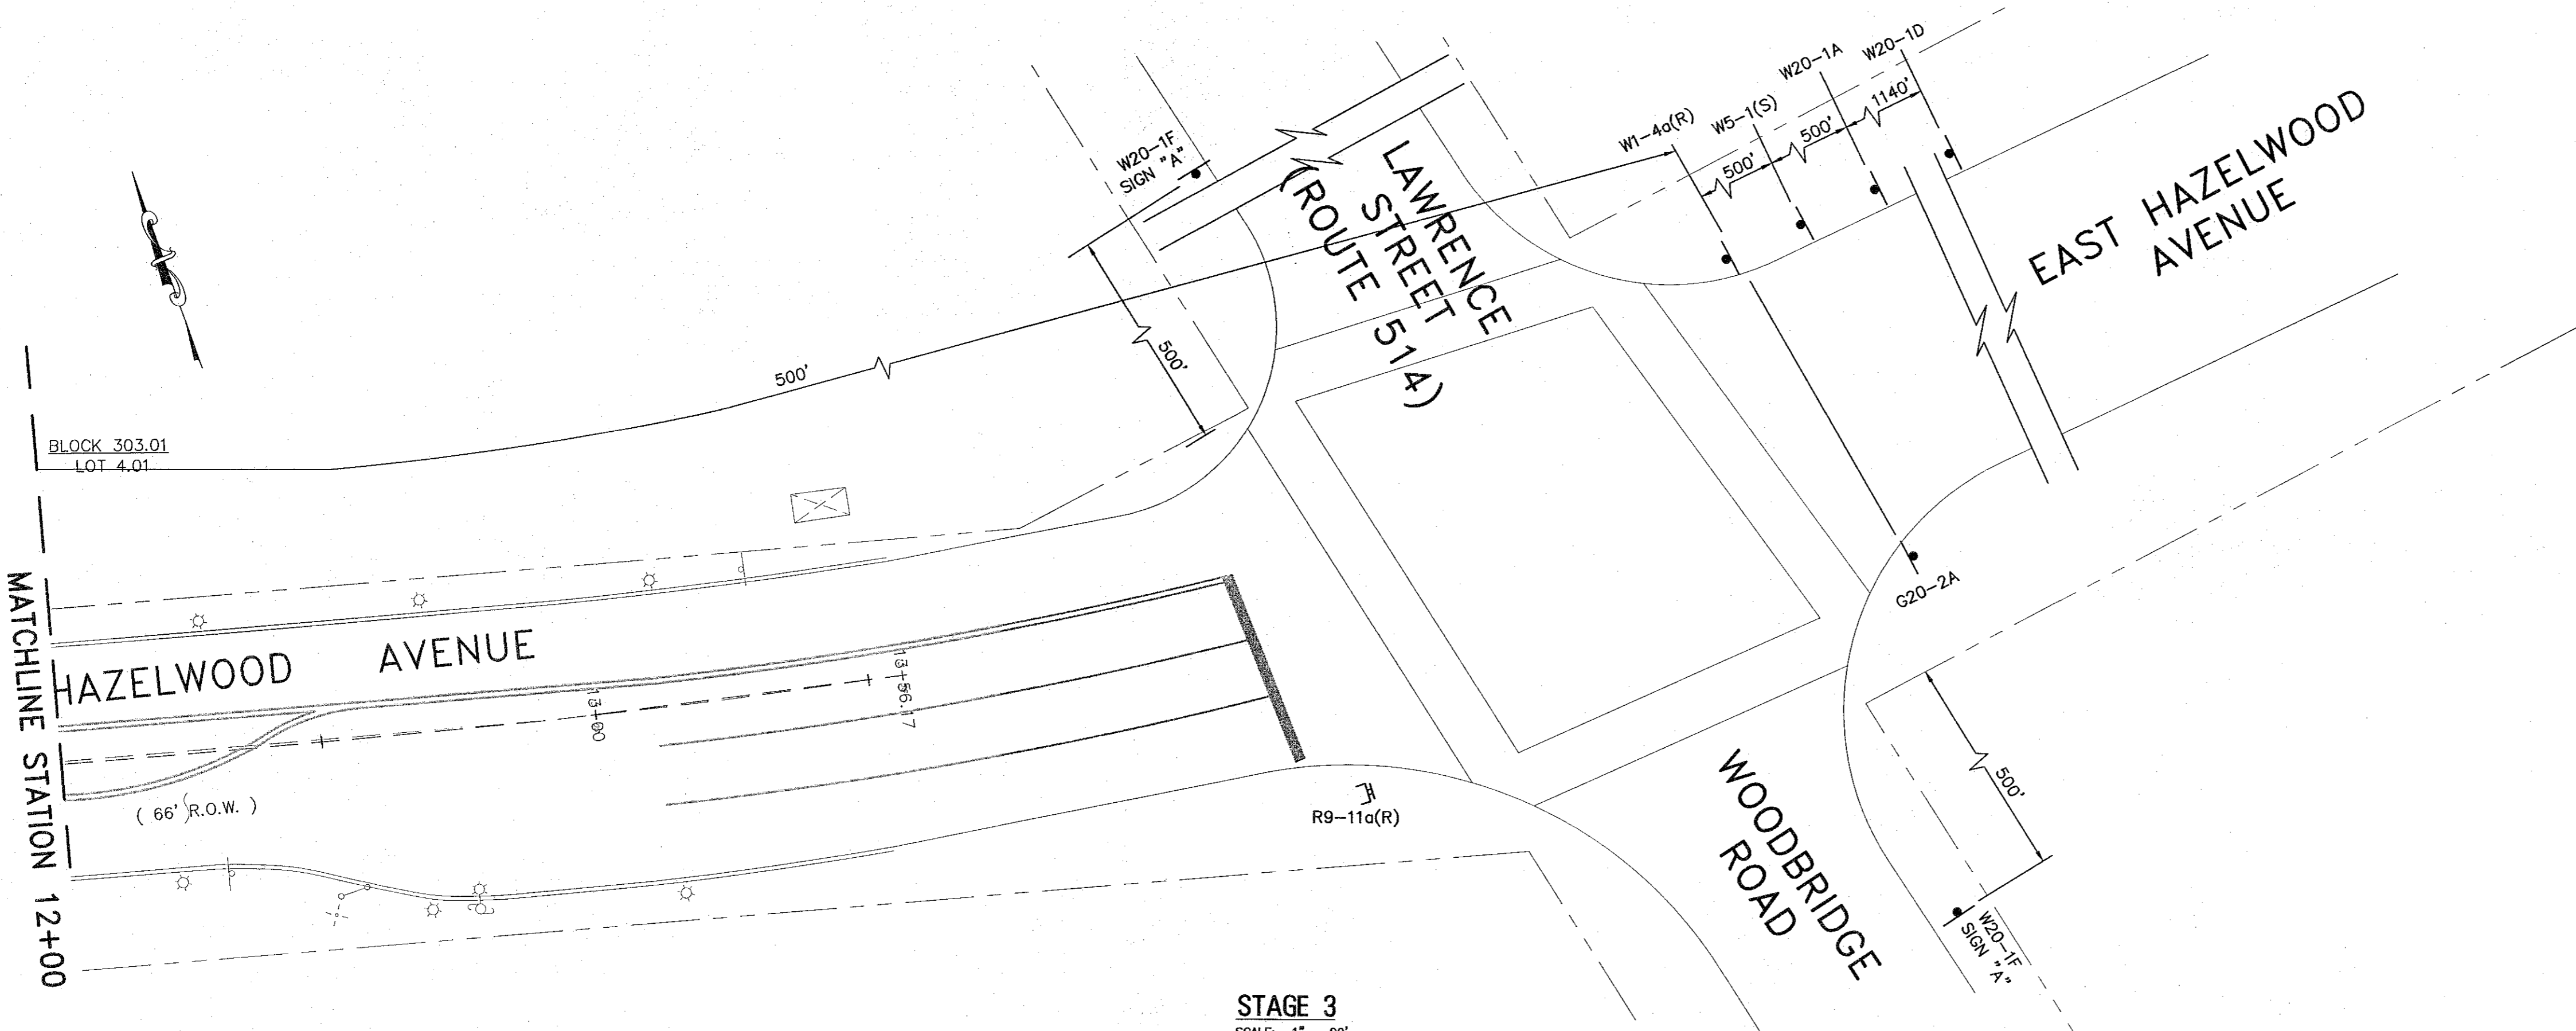 W20-1F
SIGN "A"
LAWRENCE
STREET
(ROUTE 514)
W1-4a(R)
W5-1(S)
W20-1A
W20-1D
500'
500'
1140'
EAST HAZELWOOD
AVENUE
500'
500'
BLOCK 303.01
LOT 4.01
MATCHLINE STATION 12+00
HAZELWOOD AVENUE
13+00
13+56.17
( 66' R.O.W. )
R9-11a(R)
G20-2A
WOODBRIDGE
ROAD
500'
W20-1F
SIGN "A"
STAGE 3